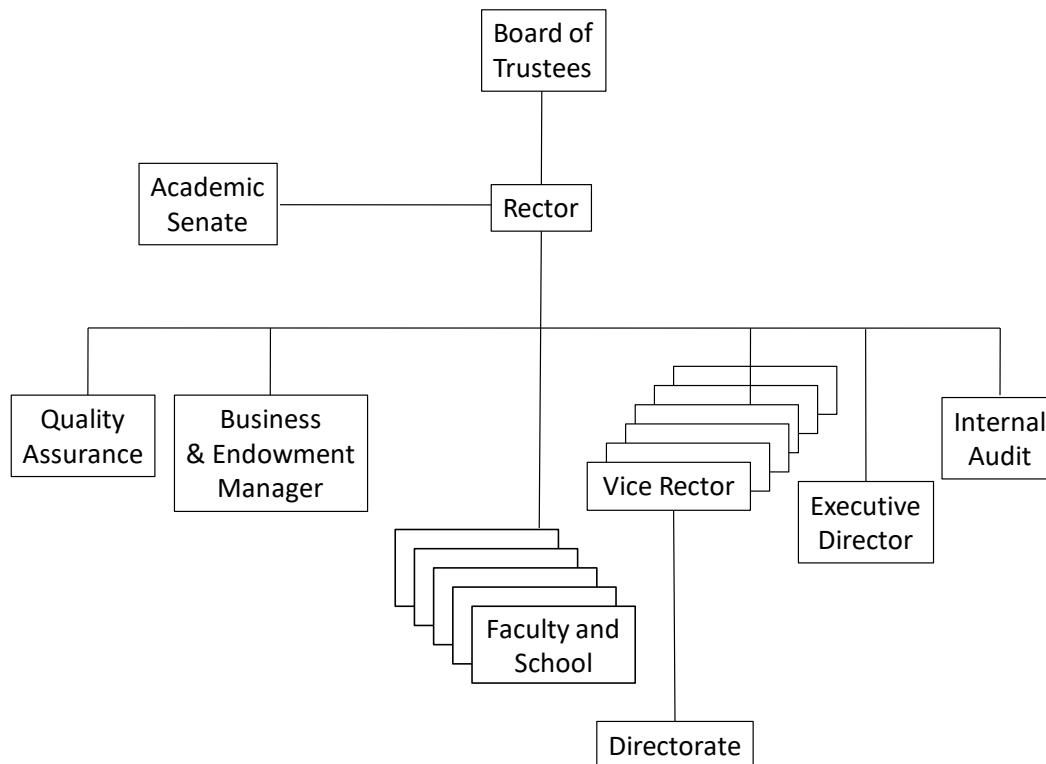 Board of
Trustees
Academic
Senate
Rector
Quality
Assurance
Business
& Endowment
Manager
Faculty and
School
Vice Rector
Directorate
Executive
Director
Internal
Audit